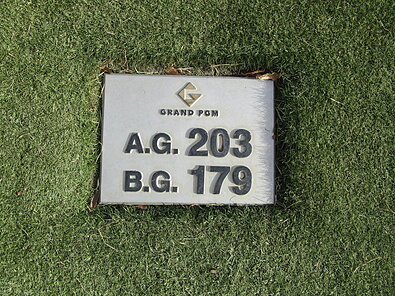 GRAND PGM
A.G. 203
B.G. 179